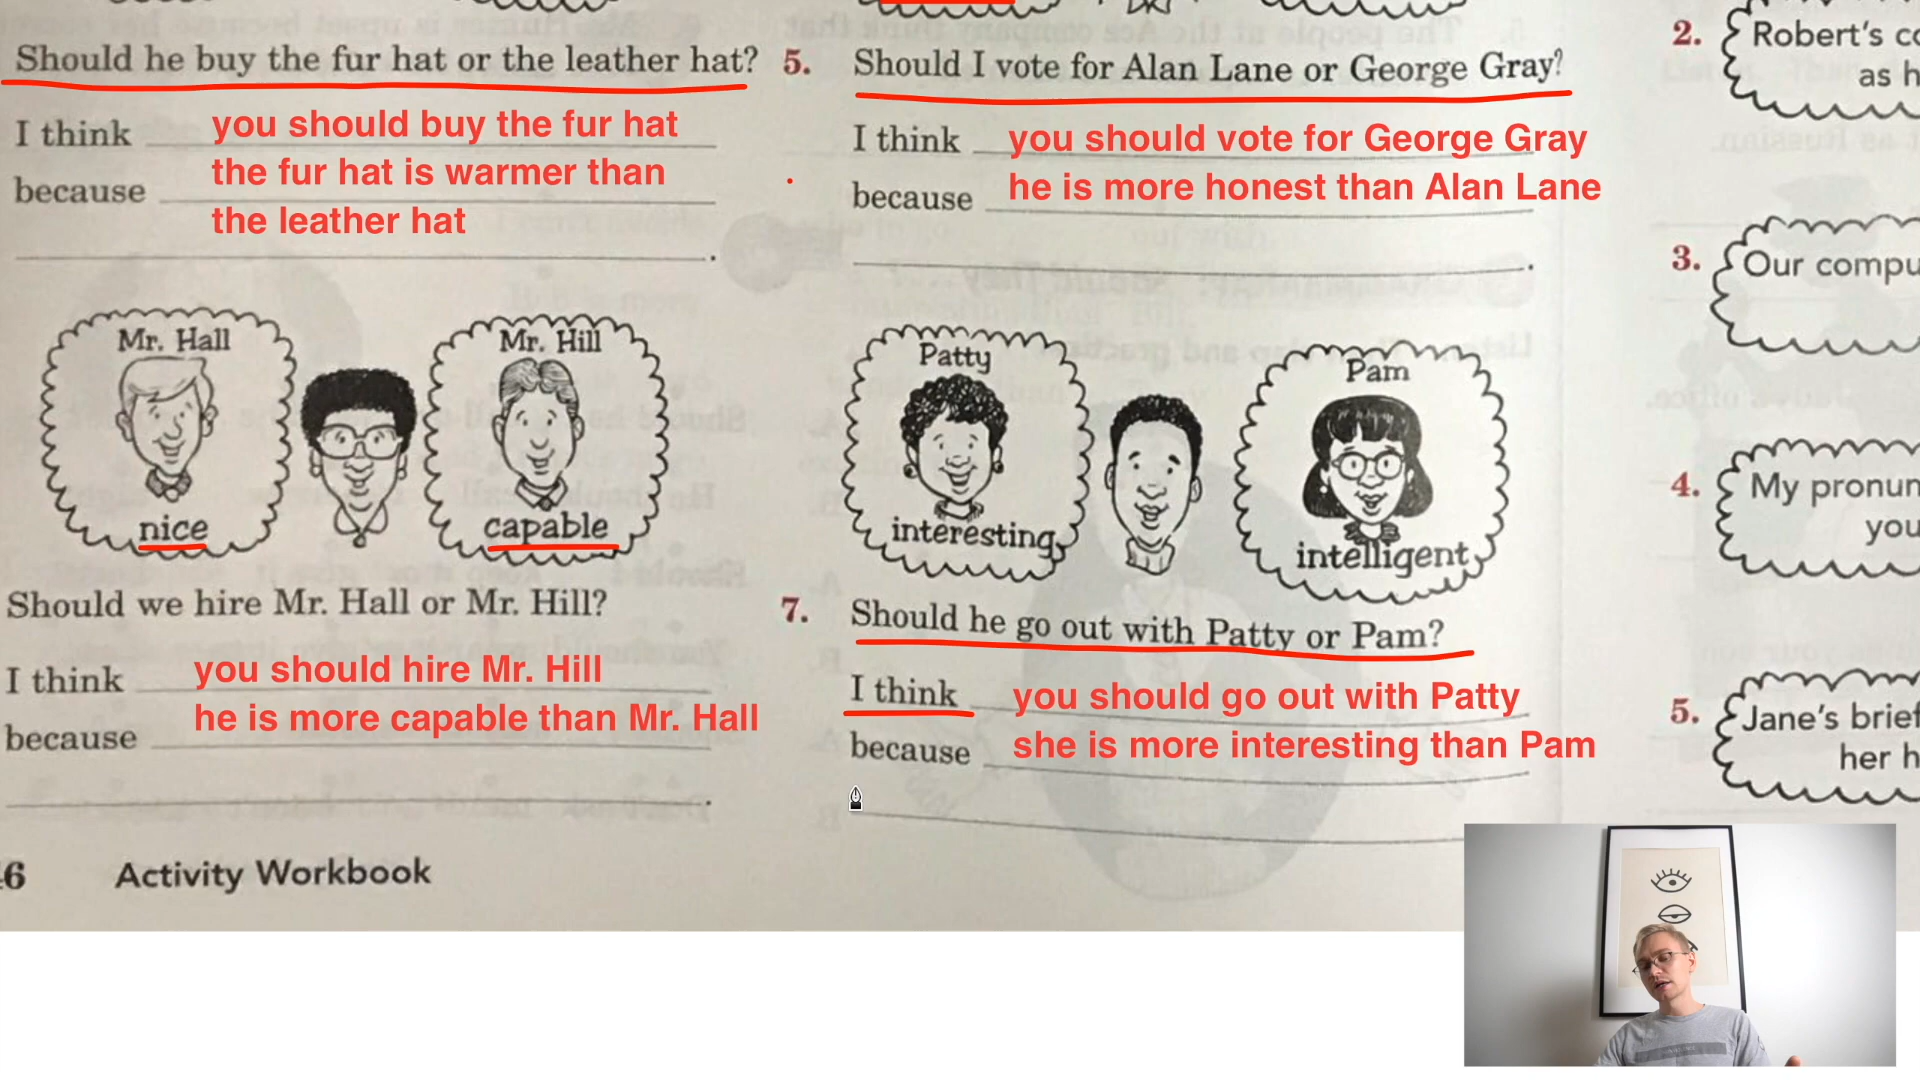 Should he buy the fur hat or the leather hat?
I think you should buy the fur hat
because the fur hat is warmer than
the leather hat
.
5. Should I vote for Alan Lane or George Gray?
I think you should vote for George Gray
because he is more honest than Alan Lane
.
Mr. Hall
nice
Mr. Hill
capable
Should we hire Mr. Hall or Mr. Hill?
I think you should hire Mr. Hill
because he is more capable than Mr. Hall
.
Patty
interesting
Pam
intelligent
7. Should he go out with Patty or Pam?
I think you should go out with Patty
because she is more interesting than Pam
6 Activity Workbook
2. Robert's
as
3. Our
4. My
you
5. Jane's
her